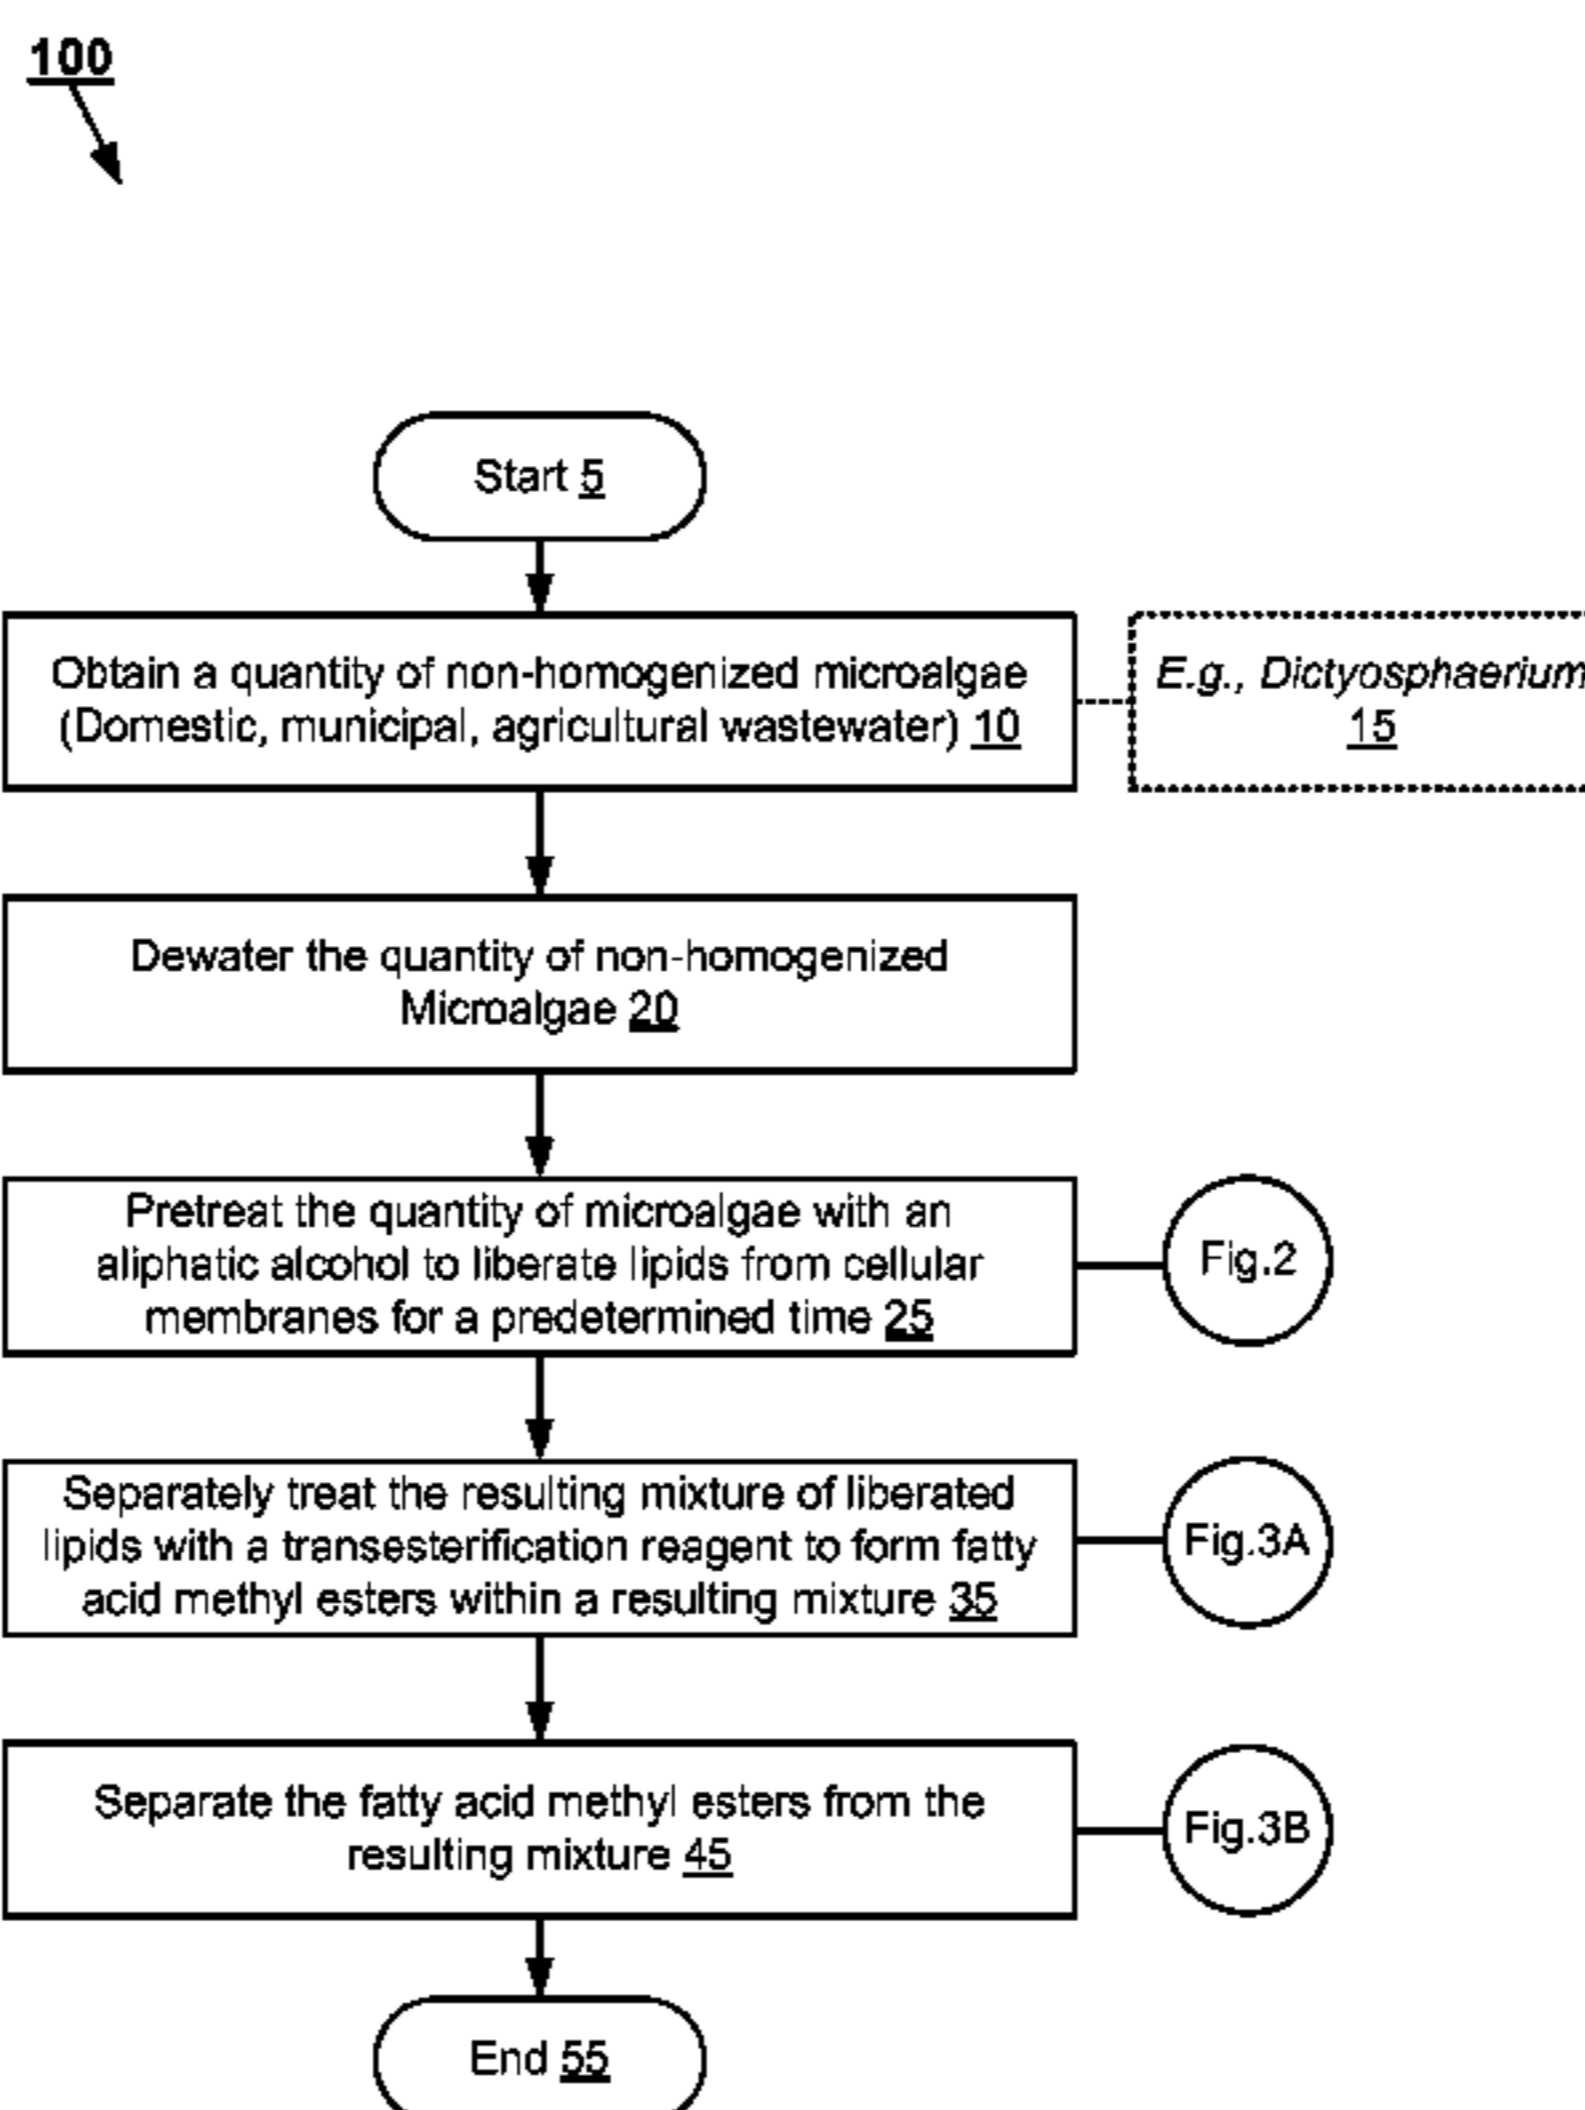 100
Start 5
Obtain a quantity of non-homogenized microalgae
(Domestic, municipal, agricultural wastewater) 10
E.g., Dictyosphaerium
15
Dewater the quantity of non-homogenized
Microalgae 20
Pretreat the quantity of microalgae with an
aliphatic alcohol to liberate lipids from cellular
membranes for a predetermined time 25
Fig.2
Separately treat the resulting mixture of liberated
lipids with a transesterification reagent to form fatty
acid methyl esters within a resulting mixture 35
Fig.3A
Separate the fatty acid methyl esters from the
resulting mixture 45
Fig.3B
End 55